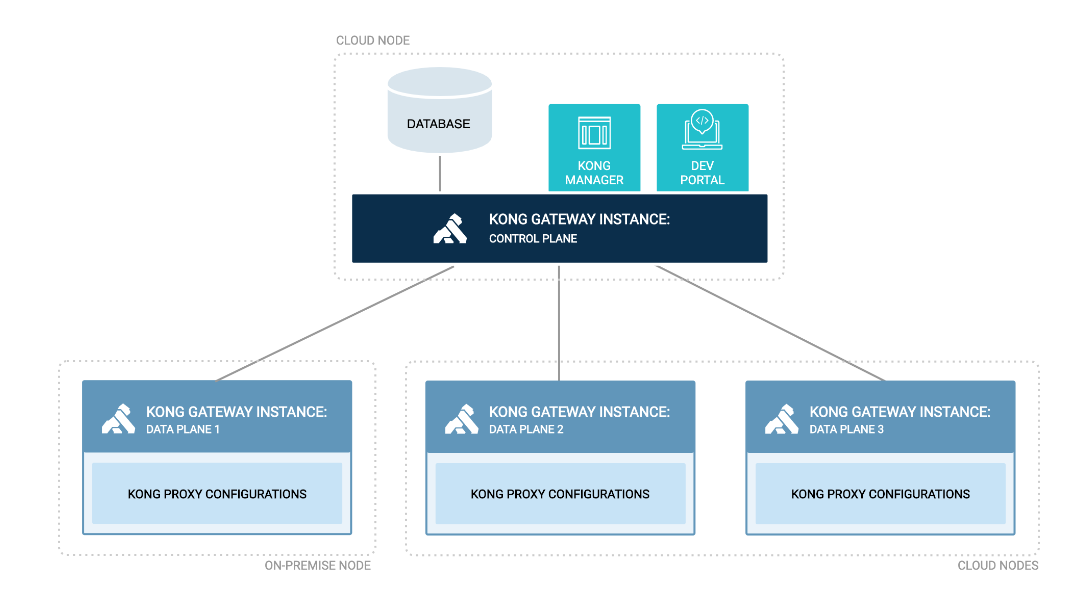 CLOUD NODE
DATABASE
KONG
MANAGER
DEV
PORTAL
KONG GATEWAY INSTANCE:
CONTROL PLANE
KONG GATEWAY INSTANCE:
DATA PLANE 1
KONG PROXY CONFIGURATIONS
ON-PREMISE NODE
KONG GATEWAY INSTANCE:
DATA PLANE 2
KONG PROXY CONFIGURATIONS
KONG GATEWAY INSTANCE:
DATA PLANE 3
KONG PROXY CONFIGURATIONS
CLOUD NODES